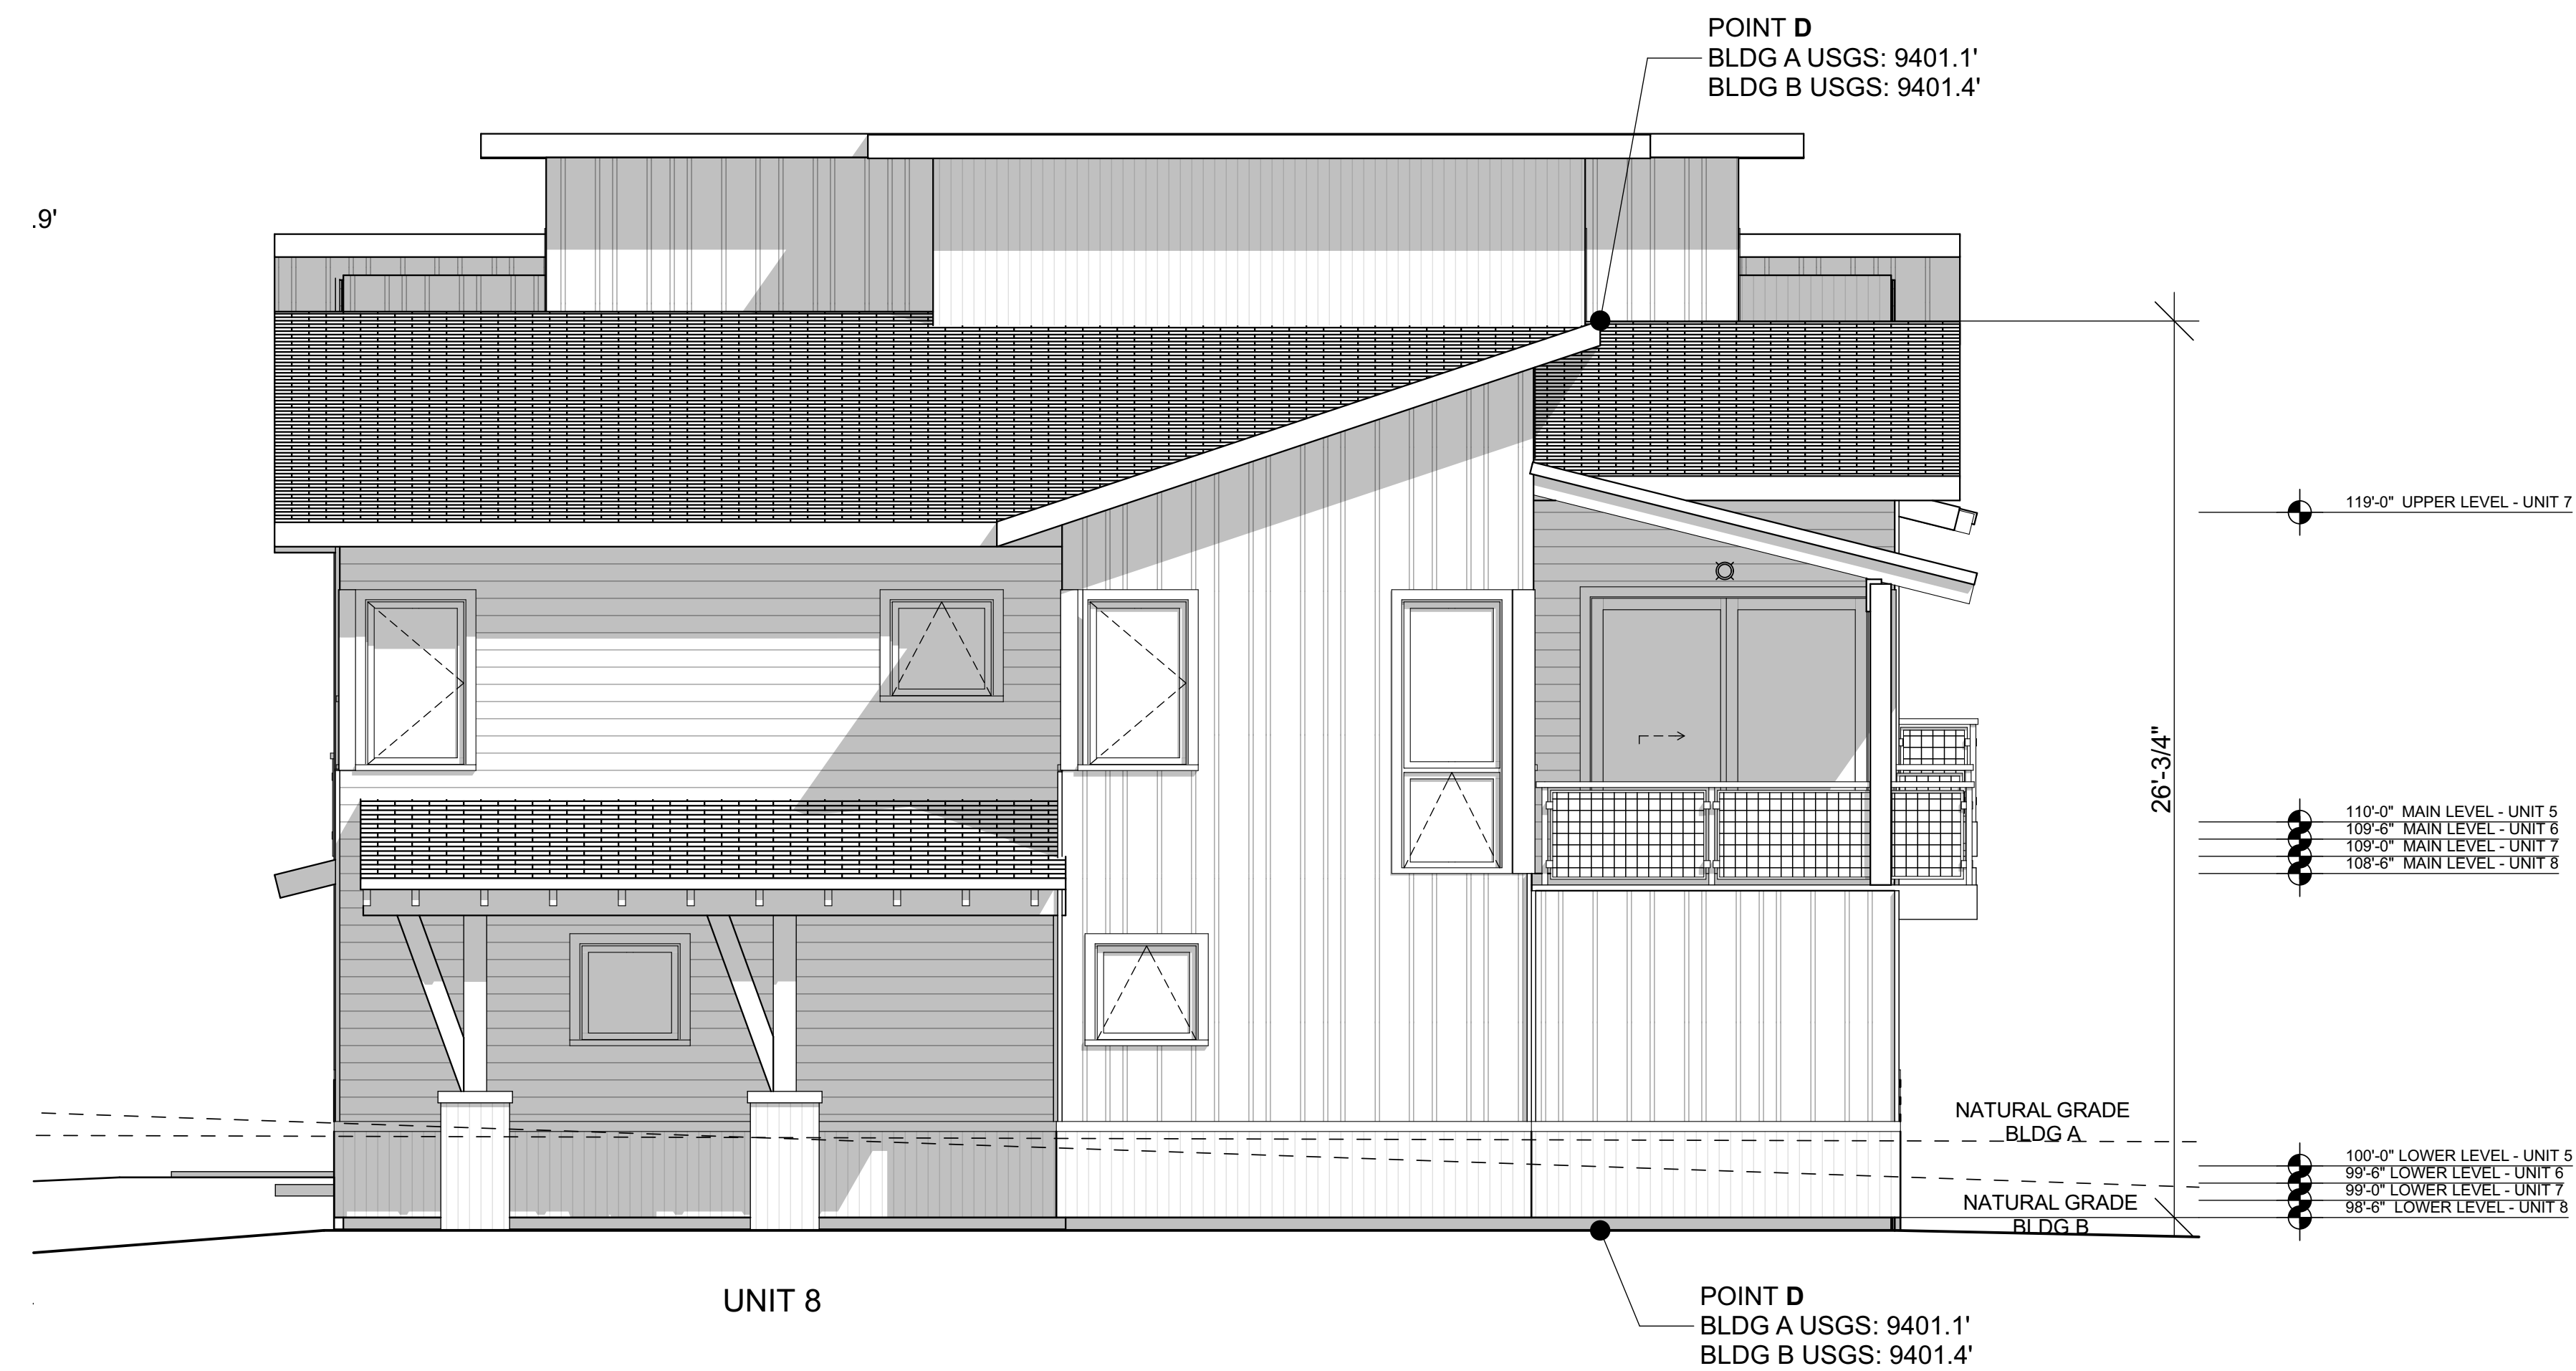 POINT D
BLDG A USGS: 9401.1'
BLDG B USGS: 9401.4'
.9'
119'-0" UPPER LEVEL - UNIT 7
26'-3/4"
110'-0" MAIN LEVEL - UNIT 5
109'-6" MAIN LEVEL - UNIT 6
109'-0" MAIN LEVEL - UNIT 7
108'-6" MAIN LEVEL - UNIT 8
NATURAL GRADE
BLDG A
100'-0" LOWER LEVEL - UNIT 5
99'-6" LOWER LEVEL - UNIT 6
99'-0" LOWER LEVEL - UNIT 7
98'-6" LOWER LEVEL - UNIT 8
NATURAL GRADE
BLDG B
UNIT 8
POINT D
BLDG A USGS: 9401.1'
BLDG B USGS: 9401.4'